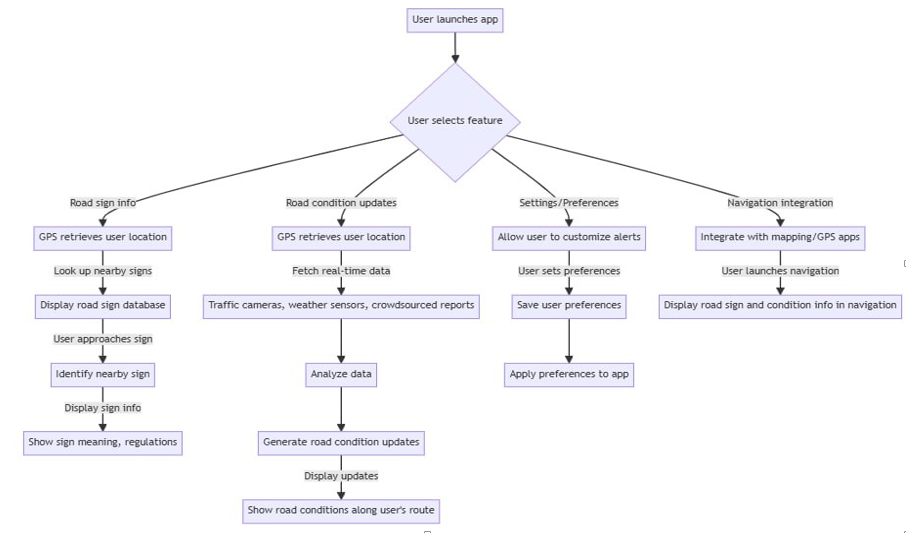 User launches app
User selects feature
Road sign info
Road condition updates
Settings/Preferences
Navigation integration
GPS retrieves user location
GPS retrieves user location
Allow user to customize alerts
Integrate with mapping/GPS apps
Look up nearby signs
Fetch real-time data
User sets preferences
User launches navigation
Display road sign database
Traffic cameras, weather sensors, crowdsourced reports
Save user preferences
Display road sign and condition info in navigation
User approaches sign
Identify nearby sign
Analyze data
Apply preferences to app
Display sign info
Show sign meaning, regulations
Generate road condition updates
Display updates
Show road conditions along user's route